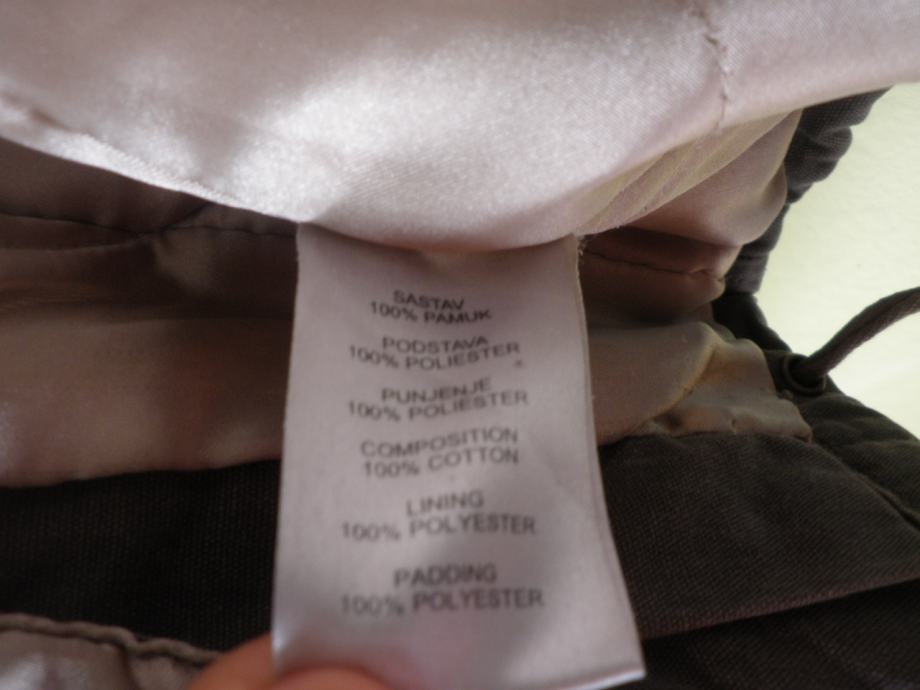 SASTAV
100% PAMUK
PODSTAVA
100% POLIESTER
PUNJENJE
100% POLIESTER
COMPOSITION
100% COTTON
LINING
100% POLYESTER
PADDING
100% POLYESTER